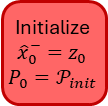 Initialize
x̂₀⁻ = z₀
P₀ = 𝒫ᵢₙᵢₜ